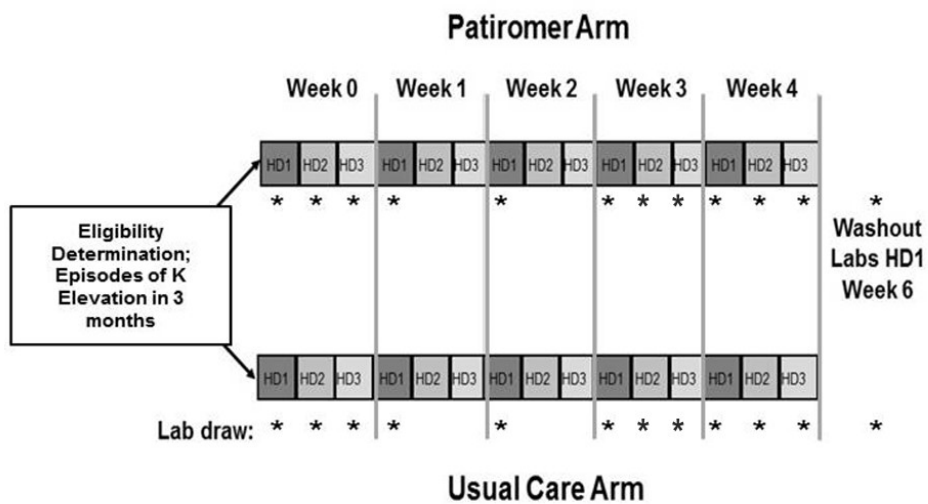 Patiromer Arm
Week 0 Week 1 Week 2 Week 3 Week 4
HD1 HD2 HD3 HD1 HD2 HD3 HD1 HD2 HD3 HD1 HD2 HD3 HD1 HD2 HD3
* * * * * * * * * * * *
Eligibility
Determination;
Episodes of K
Elevation in 3
months
Washout
Labs HD1
Week 6
HD1 HD2 HD3 HD1 HD2 HD3 HD1 HD2 HD3 HD1 HD2 HD3 HD1 HD2 HD3
Lab draw: * * * * * * * * * * * *
Usual Care Arm